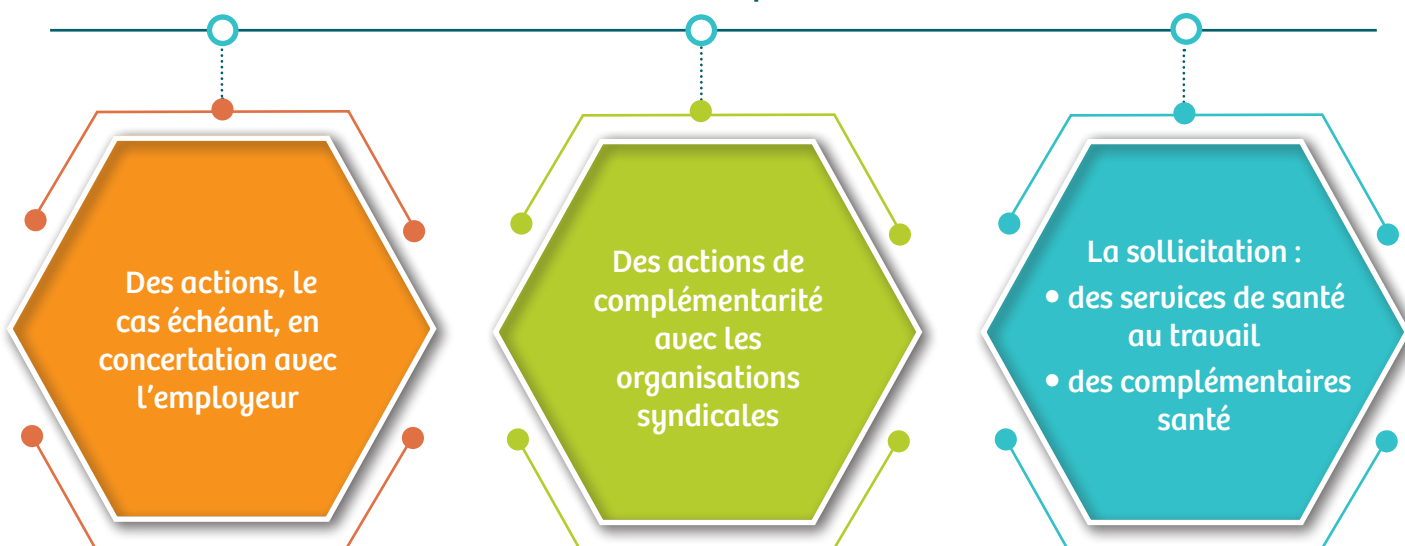 Des actions, le
cas échéant, en
concertation avec
l'employeur
Des actions de
complémentarité
avec les
organisations
syndicales
La sollicitation :
• des services de santé
au travail
• des complémentaires
santé